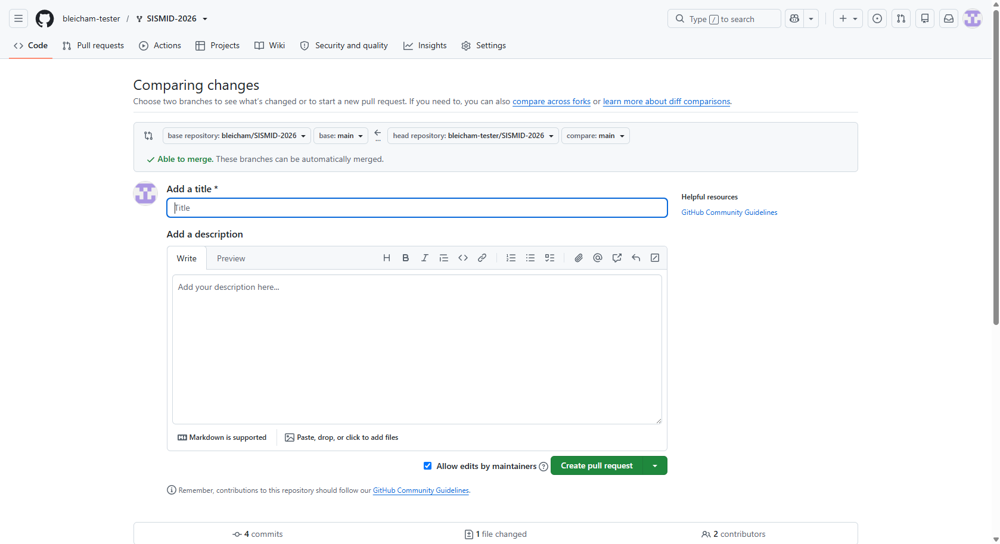 bleicham-tester / SISMID-2026
Type / to search
Code Pull requests Actions Projects Wiki Security and quality Insights Settings
Comparing changes
Choose two branches to see what's changed or to start a new pull request. If you need to, you can also compare across forks or learn more about diff comparisons.
base repository: bleicham/SISMID-2026 base: main ... head repository: bleicham-tester/SISMID-2026 compare: main
Able to merge. These branches can be automatically merged.
Add a title *
Title
Helpful resources
GitHub Community Guidelines
Add a description
Write Preview
Add your description here...
Markdown is supported Paste, drop, or click to add files
Allow edits by maintainers Create pull request
Remember, contributions to this repository should follow our GitHub Community Guidelines.
4 commits 1 file changed 2 contributors